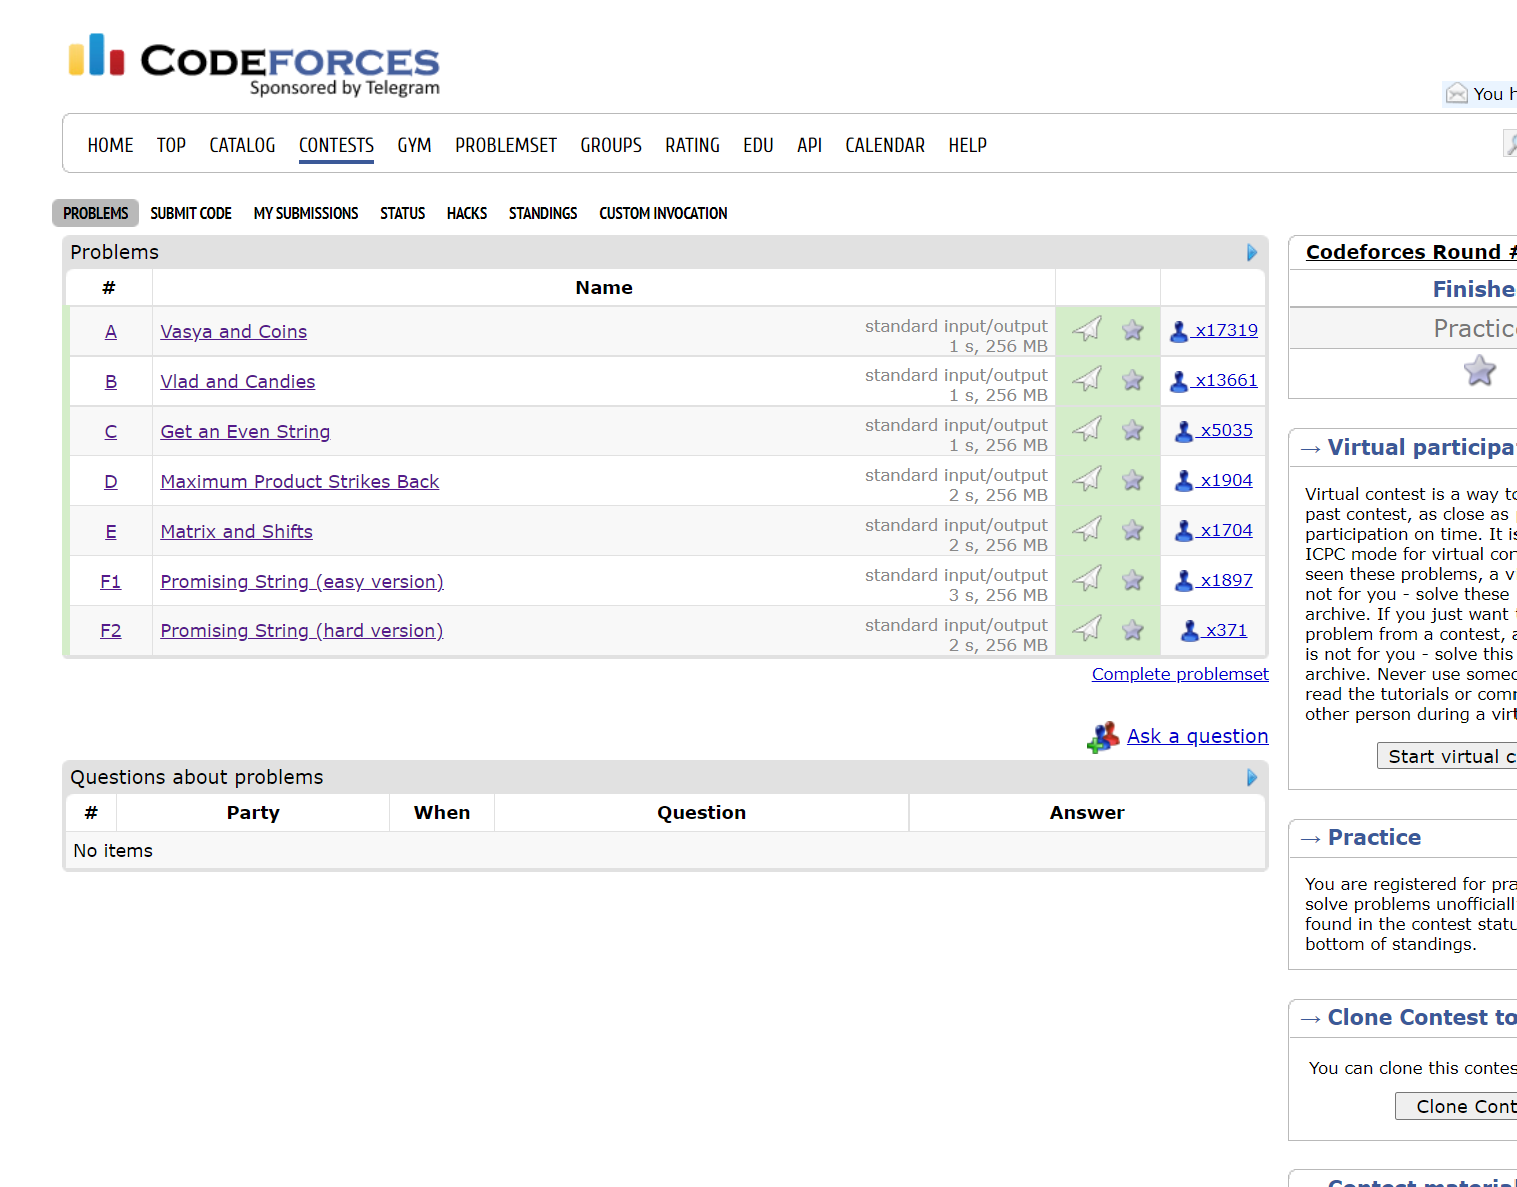 CODEFORCES
Sponsored by Telegram
You h
HOME TOP CATALOG CONTESTS GYM PROBLEMSET GROUPS RATING EDU API CALENDAR HELP
PROBLEMS SUBMIT CODE MY SUBMISSIONS STATUS HACKS STANDINGS CUSTOM INVOCATION
Problems
# Name
A Vasya and Coins standard input/output x17319
1 s, 256 MB
B Vlad and Candies standard input/output x13661
1 s, 256 MB
C Get an Even String standard input/output x5035
1 s, 256 MB
D Maximum Product Strikes Back standard input/output x1904
2 s, 256 MB
E Matrix and Shifts standard input/output x1704
2 s, 256 MB
F1 Promising String (easy version) standard input/output x1897
3 s, 256 MB
F2 Promising String (hard version) standard input/output x371
2 s, 256 MB
Complete problemset
Ask a question
Questions about problems
# Party When Question Answer
No items
Codeforces Round #
Finishe
Practic
→ Virtual participa
Virtual contest is a way to
past contest, as close as
participation on time. It is
ICPC mode for virtual con
seen these problems, a v
not for you - solve these
archive. If you just want
problem from a contest, a
is not for you - solve this
archive. Never use someo
read the tutorials or comm
other person during a virt
Start virtual c
→ Practice
You are registered for pra
solve problems unofficiall
found in the contest statu
bottom of standings.
→ Clone Contest to
You can clone this contes
Clone Cont
Contest material